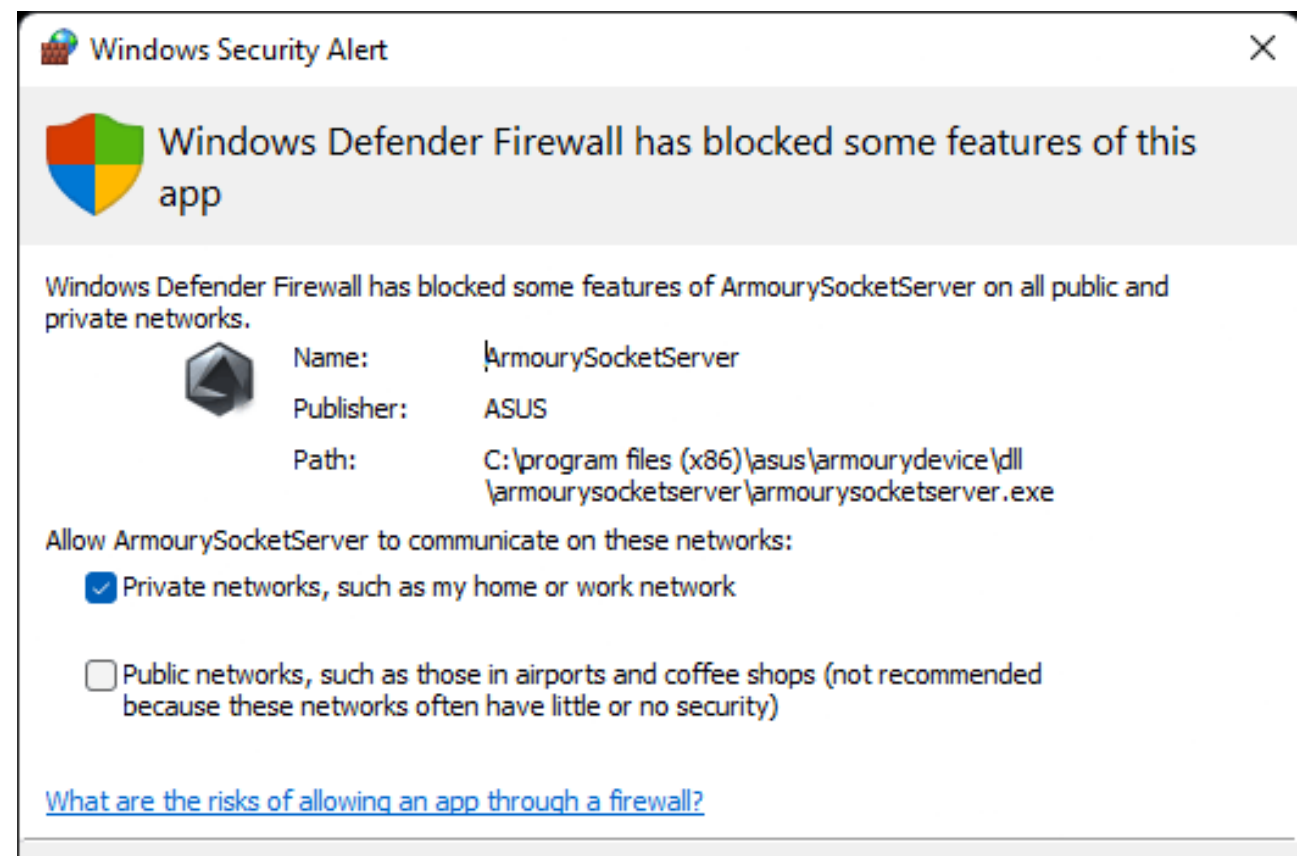 Windows Security Alert
Windows Defender Firewall has blocked some features of this
app
Windows Defender Firewall has blocked some features of ArmourySocketServer on all public and
private networks.
Name: ArmourySocketServer
Publisher: ASUS
Path: C:\program files (x86)\asus\armourydevice\dll
\armourysocketserver\armourysocketserver.exe
Allow ArmourySocketServer to communicate on these networks:
Private networks, such as my home or work network
Public networks, such as those in airports and coffee shops (not recommended
because these networks often have little or no security)
What are the risks of allowing an app through a firewall?